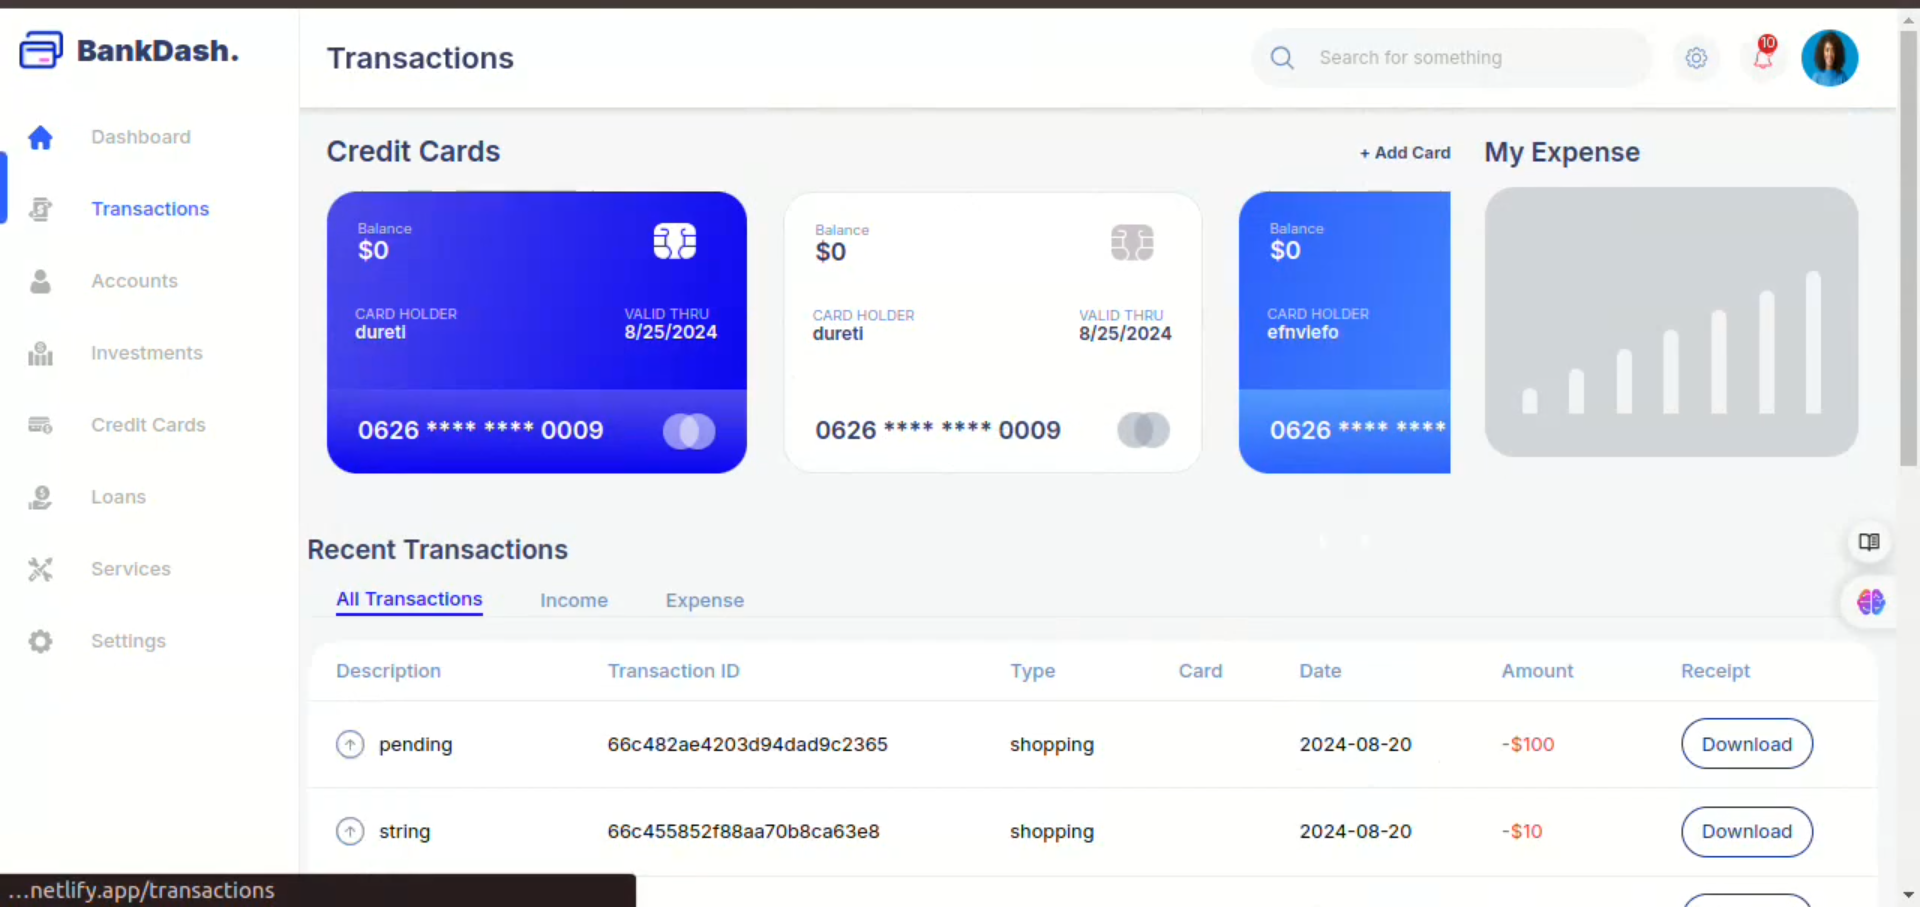 BankDash.
Transactions
Search for something
10
Dashboard
Transactions
Accounts
Investments
Credit Cards
Loans
Services
Settings
Credit Cards
+ Add Card
My Expense
Balance
$0
CARD HOLDER
dureti
VALID THRU
8/25/2024
0626 **** **** 0009
Balance
$0
CARD HOLDER
dureti
VALID THRU
8/25/2024
0626 **** **** 0009
Balance
$0
CARD HOLDER
efnviefo
0626 **** ****
Recent Transactions
All Transactions Income Expense
Description Transaction ID Type Card Date Amount Receipt
pending 66c482ae4203d94dad9c2365 shopping 2024-08-20 -$100 Download
string 66c455852f88aa70b8ca63e8 shopping 2024-08-20 -$10 Download
...netlify.app/transactions